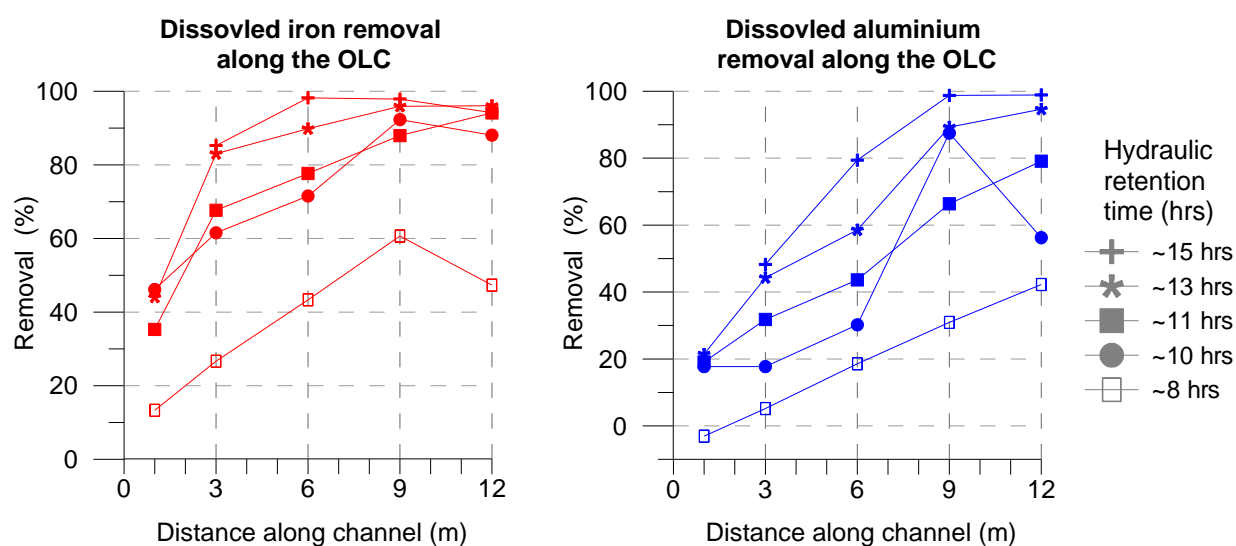 Dissovled iron removal
along the OLC
100
80
60
40
20
0
Removal (%)
0 3 6 9 12
Distance along channel (m)
Dissovled aluminium
removal along the OLC
100
80
60
40
20
0
Removal (%)
0 3 6 9 12
Distance along channel (m)
Hydraulic
retention
time (hrs)
~15 hrs
~13 hrs
~11 hrs
~10 hrs
~8 hrs